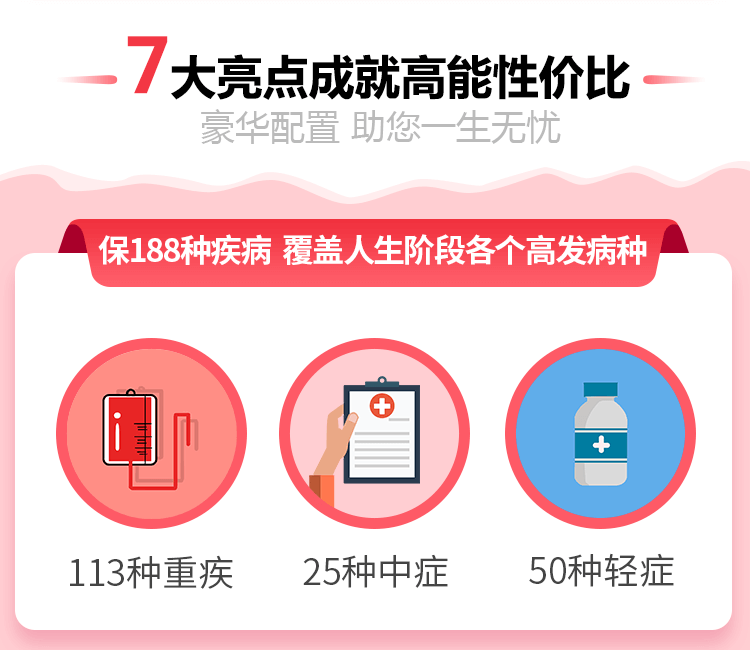 7大亮点成就高能性价比
豪华配置 助您一生无忧
保188种疾病 覆盖人生阶段各个高发病种
113种重疾
25种中症
50种轻症